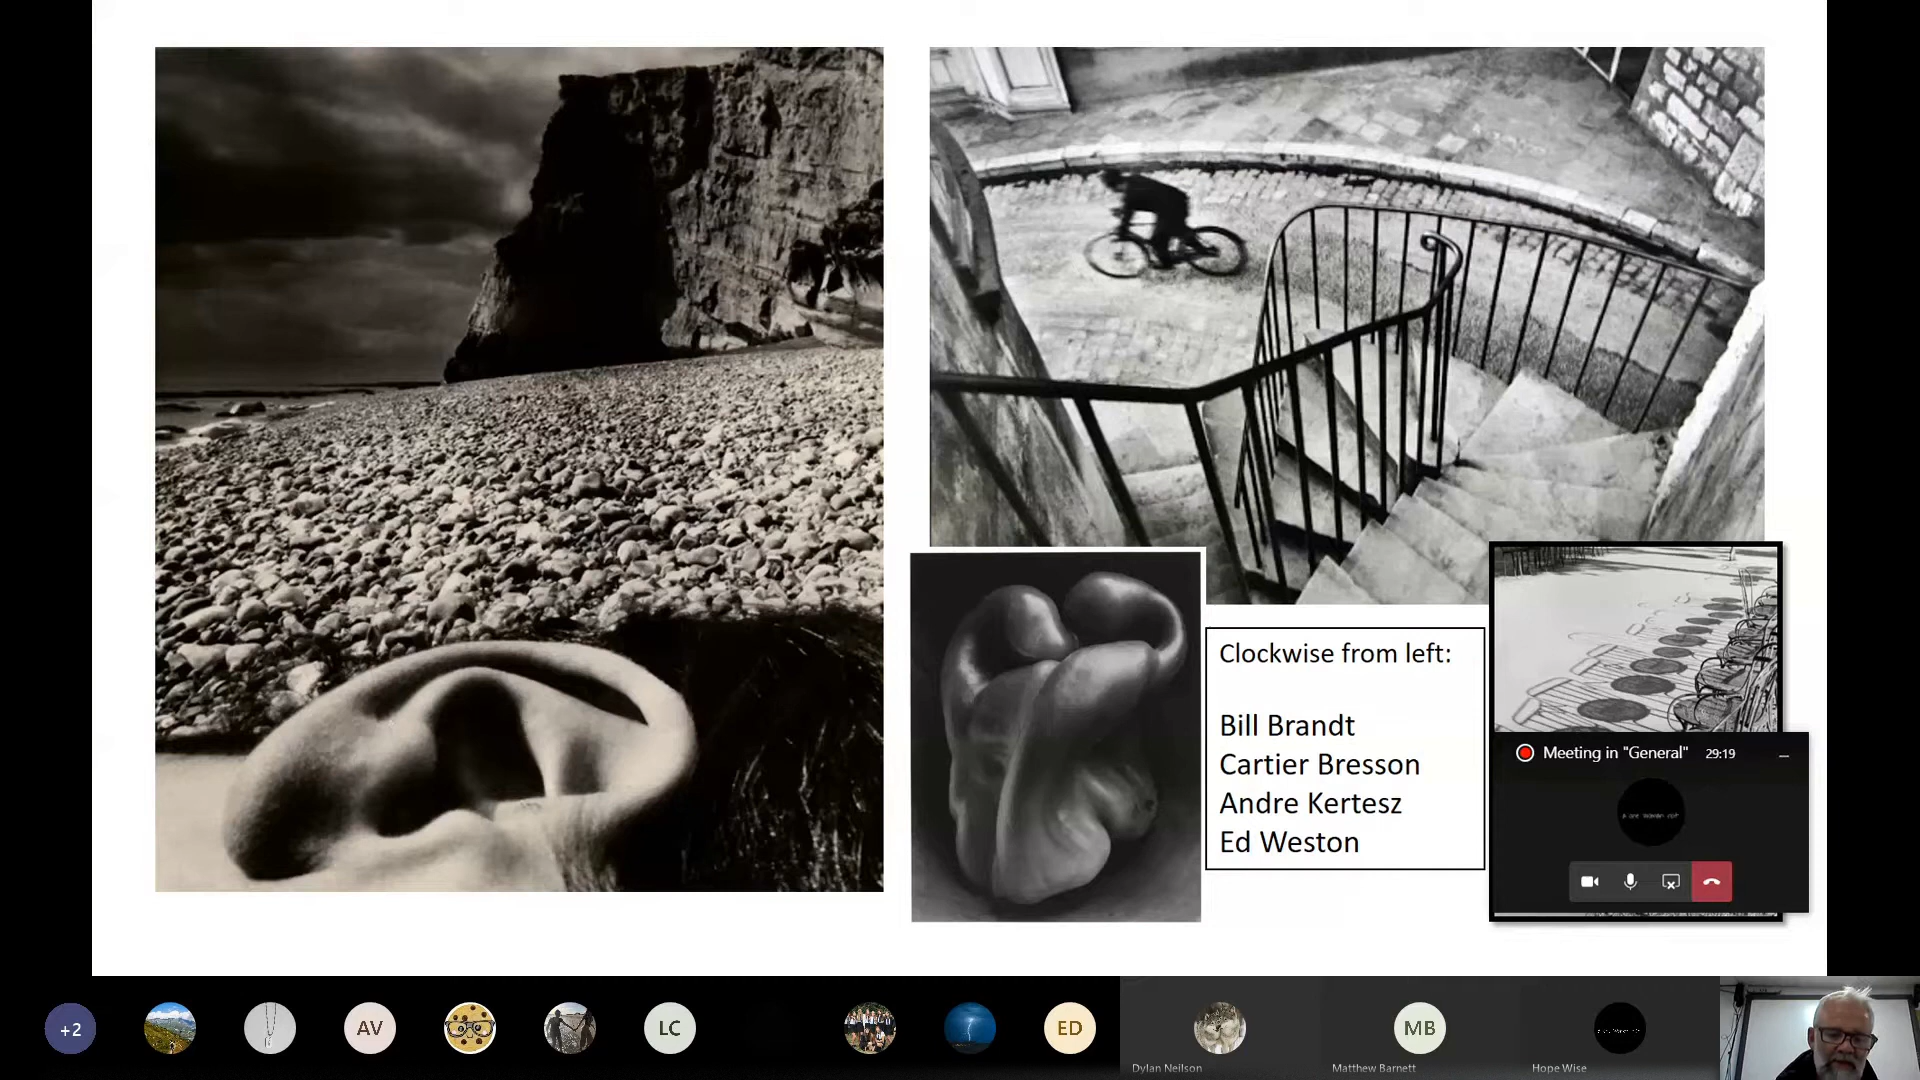 Clockwise from left:
Bill Brandt
Cartier Bresson
Andre Kertesz
Ed Weston
Meeting in "General" 29:19
+2
AV
LC
ED
MB
Dylan Neilson
Matthew Barnett
Hope Wise